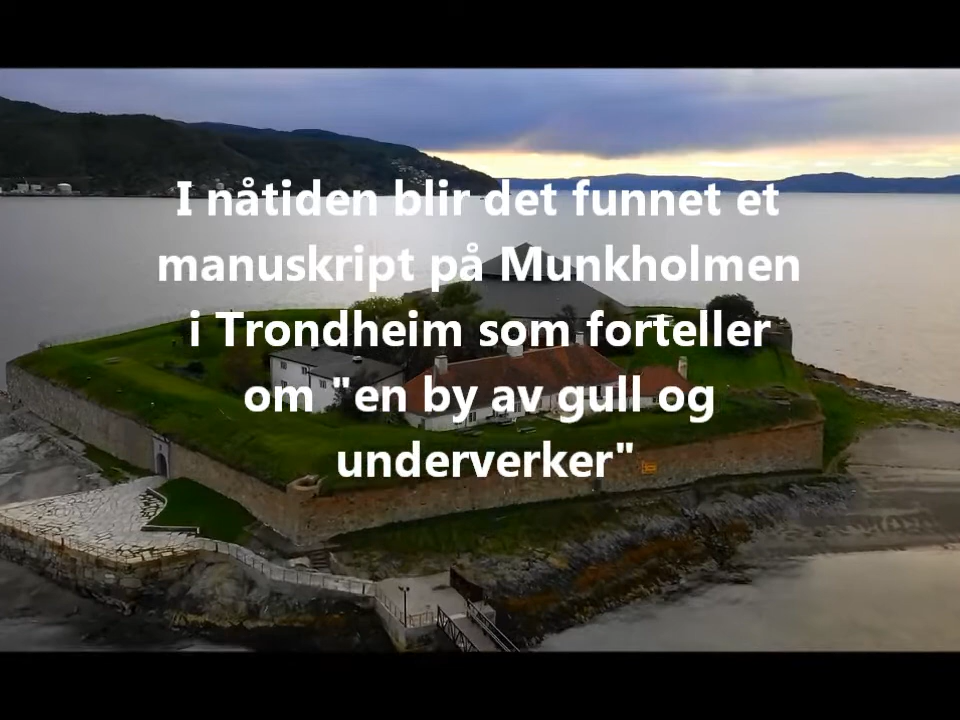 I nåtiden blir det funnet et
manuskript på Munkholmen
i Trondheim som forteller
om "en by av gull og
underverker"